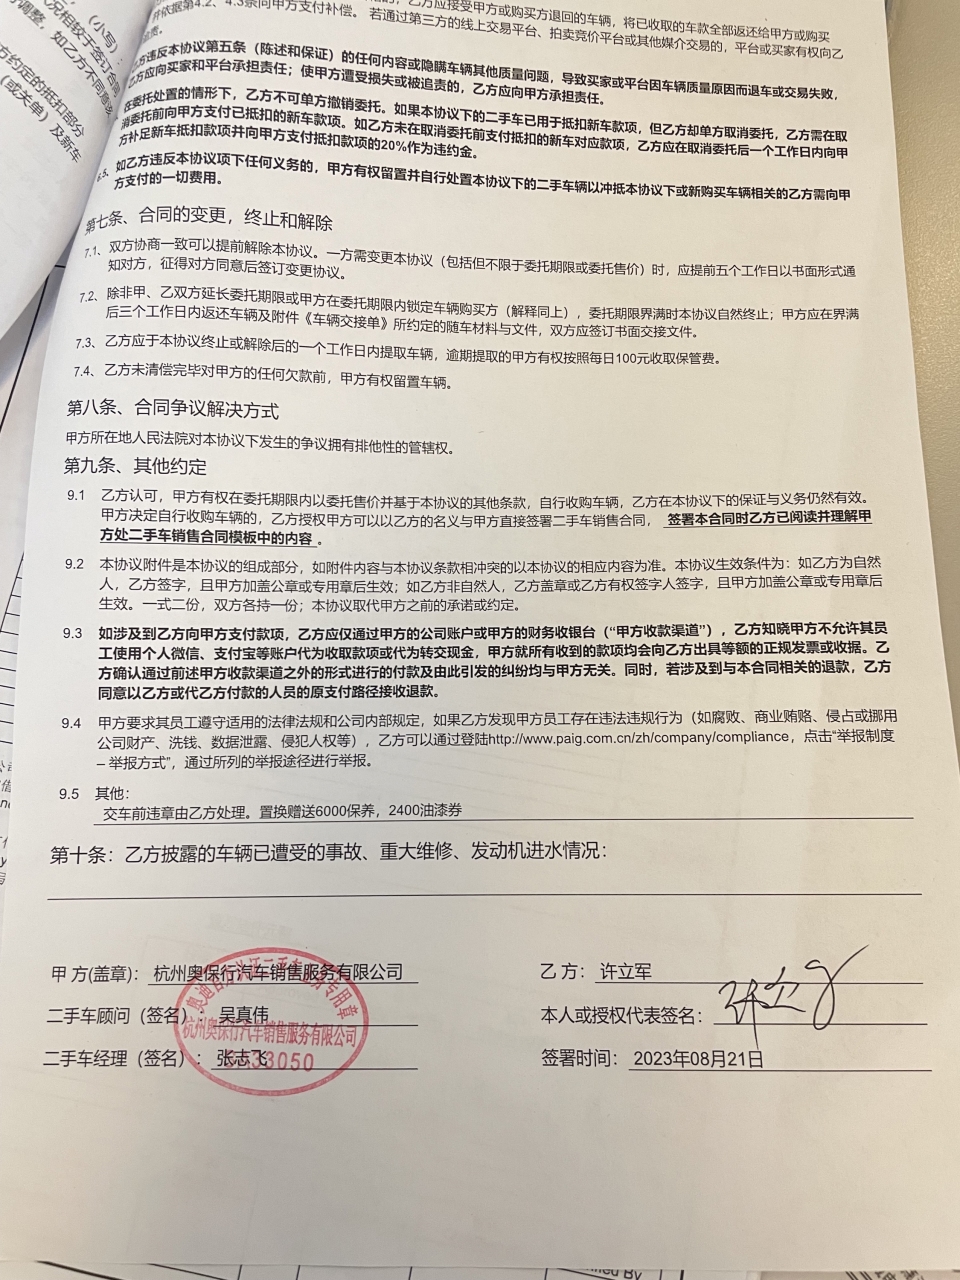 乙方应接受甲方或购买方退回的车辆，将已收取的车款全部返还给甲方或购买
并依据第4.2、4.3条向甲方支付补偿。 若通过第三方的线上交易平台、拍卖竞价平台或其他媒介交易的，平台或买家有权向乙
方违反本协议第五条（陈述和保证）的任何内容或隐瞒车辆其他质量问题，导致买家或平台因车辆质量原因而退车或交易失败，
乙方应向买家和平台承担责任；使甲方遭受损失或被追责的，乙方应向甲方承担责任。
在委托处置的情形下，乙方不可单方撤销委托。如果本协议下的二手车已用于抵扣新车款项，但乙方却单方取消委托，乙方需在取
消委托前向甲方支付已抵扣的新车款项。如乙方未在取消委托前支付抵扣的新车对应款项，乙方应在取消委托后一个工作日内向甲
方补足新车抵扣款项并向甲方支付抵扣款项的20%作为违约金。
6.5、如乙方违反本协议项下任何义务的，甲方有权留置并自行处置本协议下的二手车辆以冲抵本协议下或新购买车辆相关的乙方需向甲
方支付的一切费用。
第七条、合同的变更，终止和解除
7.1、双方协商一致可以提前解除本协议。一方需变更本协议（包括但不限于委托期限或委托售价）时，应提前五个工作日以书面形式通
知对方，征得对方同意后签订变更协议。
7.2、除非甲、乙双方延长委托期限或甲方在委托期限内锁定车辆购买方（解释同上），委托期限界满时本协议自然终止；甲方应在界满
后三个工作日内返还车辆及附件《车辆交接单》所约定的随车材料与文件，双方应签订书面交接文件。
7.3、乙方应于本协议终止或解除后的一个工作日内提取车辆，逾期提取的甲方有权按照每日100元收取保管费。
7.4、乙方未清偿完毕对甲方的任何欠款前，甲方有权留置车辆。
第八条、合同争议解决方式
甲方所在地人民法院对本协议下发生的争议拥有排他性的管辖权。
第九条、其他约定
9.1 乙方认可，甲方有权在委托期限内以委托售价并基于本协议的其他条款，自行收购车辆，乙方在本协议下的保证与义务仍然有效。
甲方决定自行收购车辆的，乙方授权甲方可以以乙方的名义与甲方直接签署二手车销售合同， 签署本合同时乙方已阅读并理解甲
方处二手车销售合同模板中的内容 。
9.2 本协议附件是本协议的组成部分，如附件内容与本协议条款相冲突的以本协议的相应内容为准。本协议生效条件为：如乙方为自然
人，乙方签字，且甲方加盖公章或专用章后生效；如乙方非自然人，乙方盖章或乙方有权签字人签字，且甲方加盖公章或专用章后
生效。一式二份，双方各持一份；本协议取代甲方之前的承诺或约定。
9.3 如涉及到乙方向甲方支付款项，乙方应仅通过甲方的公司账户或甲方的财务收银台（“甲方收款渠道”），乙方知晓甲方不允许其员
工使用个人微信、支付宝等账户代为收取款项或代为转交现金，甲方就所有收到的款项均会向乙方出具等额的正规发票或收据。乙
方确认通过前述甲方收款渠道之外的形式进行的付款及由此引发的纠纷均与甲方无关。同时，若涉及到与本合同相关的退款，乙方
同意以乙方或代乙方付款的人员的原支付路径接收退款。
9.4 甲方要求其员工遵守适用的法律法规和公司内部规定，如果乙方发现甲方员工存在违法违规行为（如腐败、商业贿赂、侵占或挪用
公司财产、洗钱、数据泄露、侵犯人权等），乙方可以通过登陆http://www.paig.com.cn/zh/company/compliance，点击“举报制度
– 举报方式”，通过所列的举报途径进行举报。
9.5 其他：
交车前违章由乙方处理。置换赠送6000保养，2400油漆券
第十条：乙方披露的车辆已遭受的事故、重大维修、发动机进水情况：
甲 方(盖章)： 杭州奥保行汽车销售服务有限公司
乙 方： 许立军
二手车顾问（签名）： 吴真伟
本人或授权代表签名：
二手车经理（签名）： 张志飞
签署时间： 2023年08月21日
杭州奥保行汽车销售服务有限公司